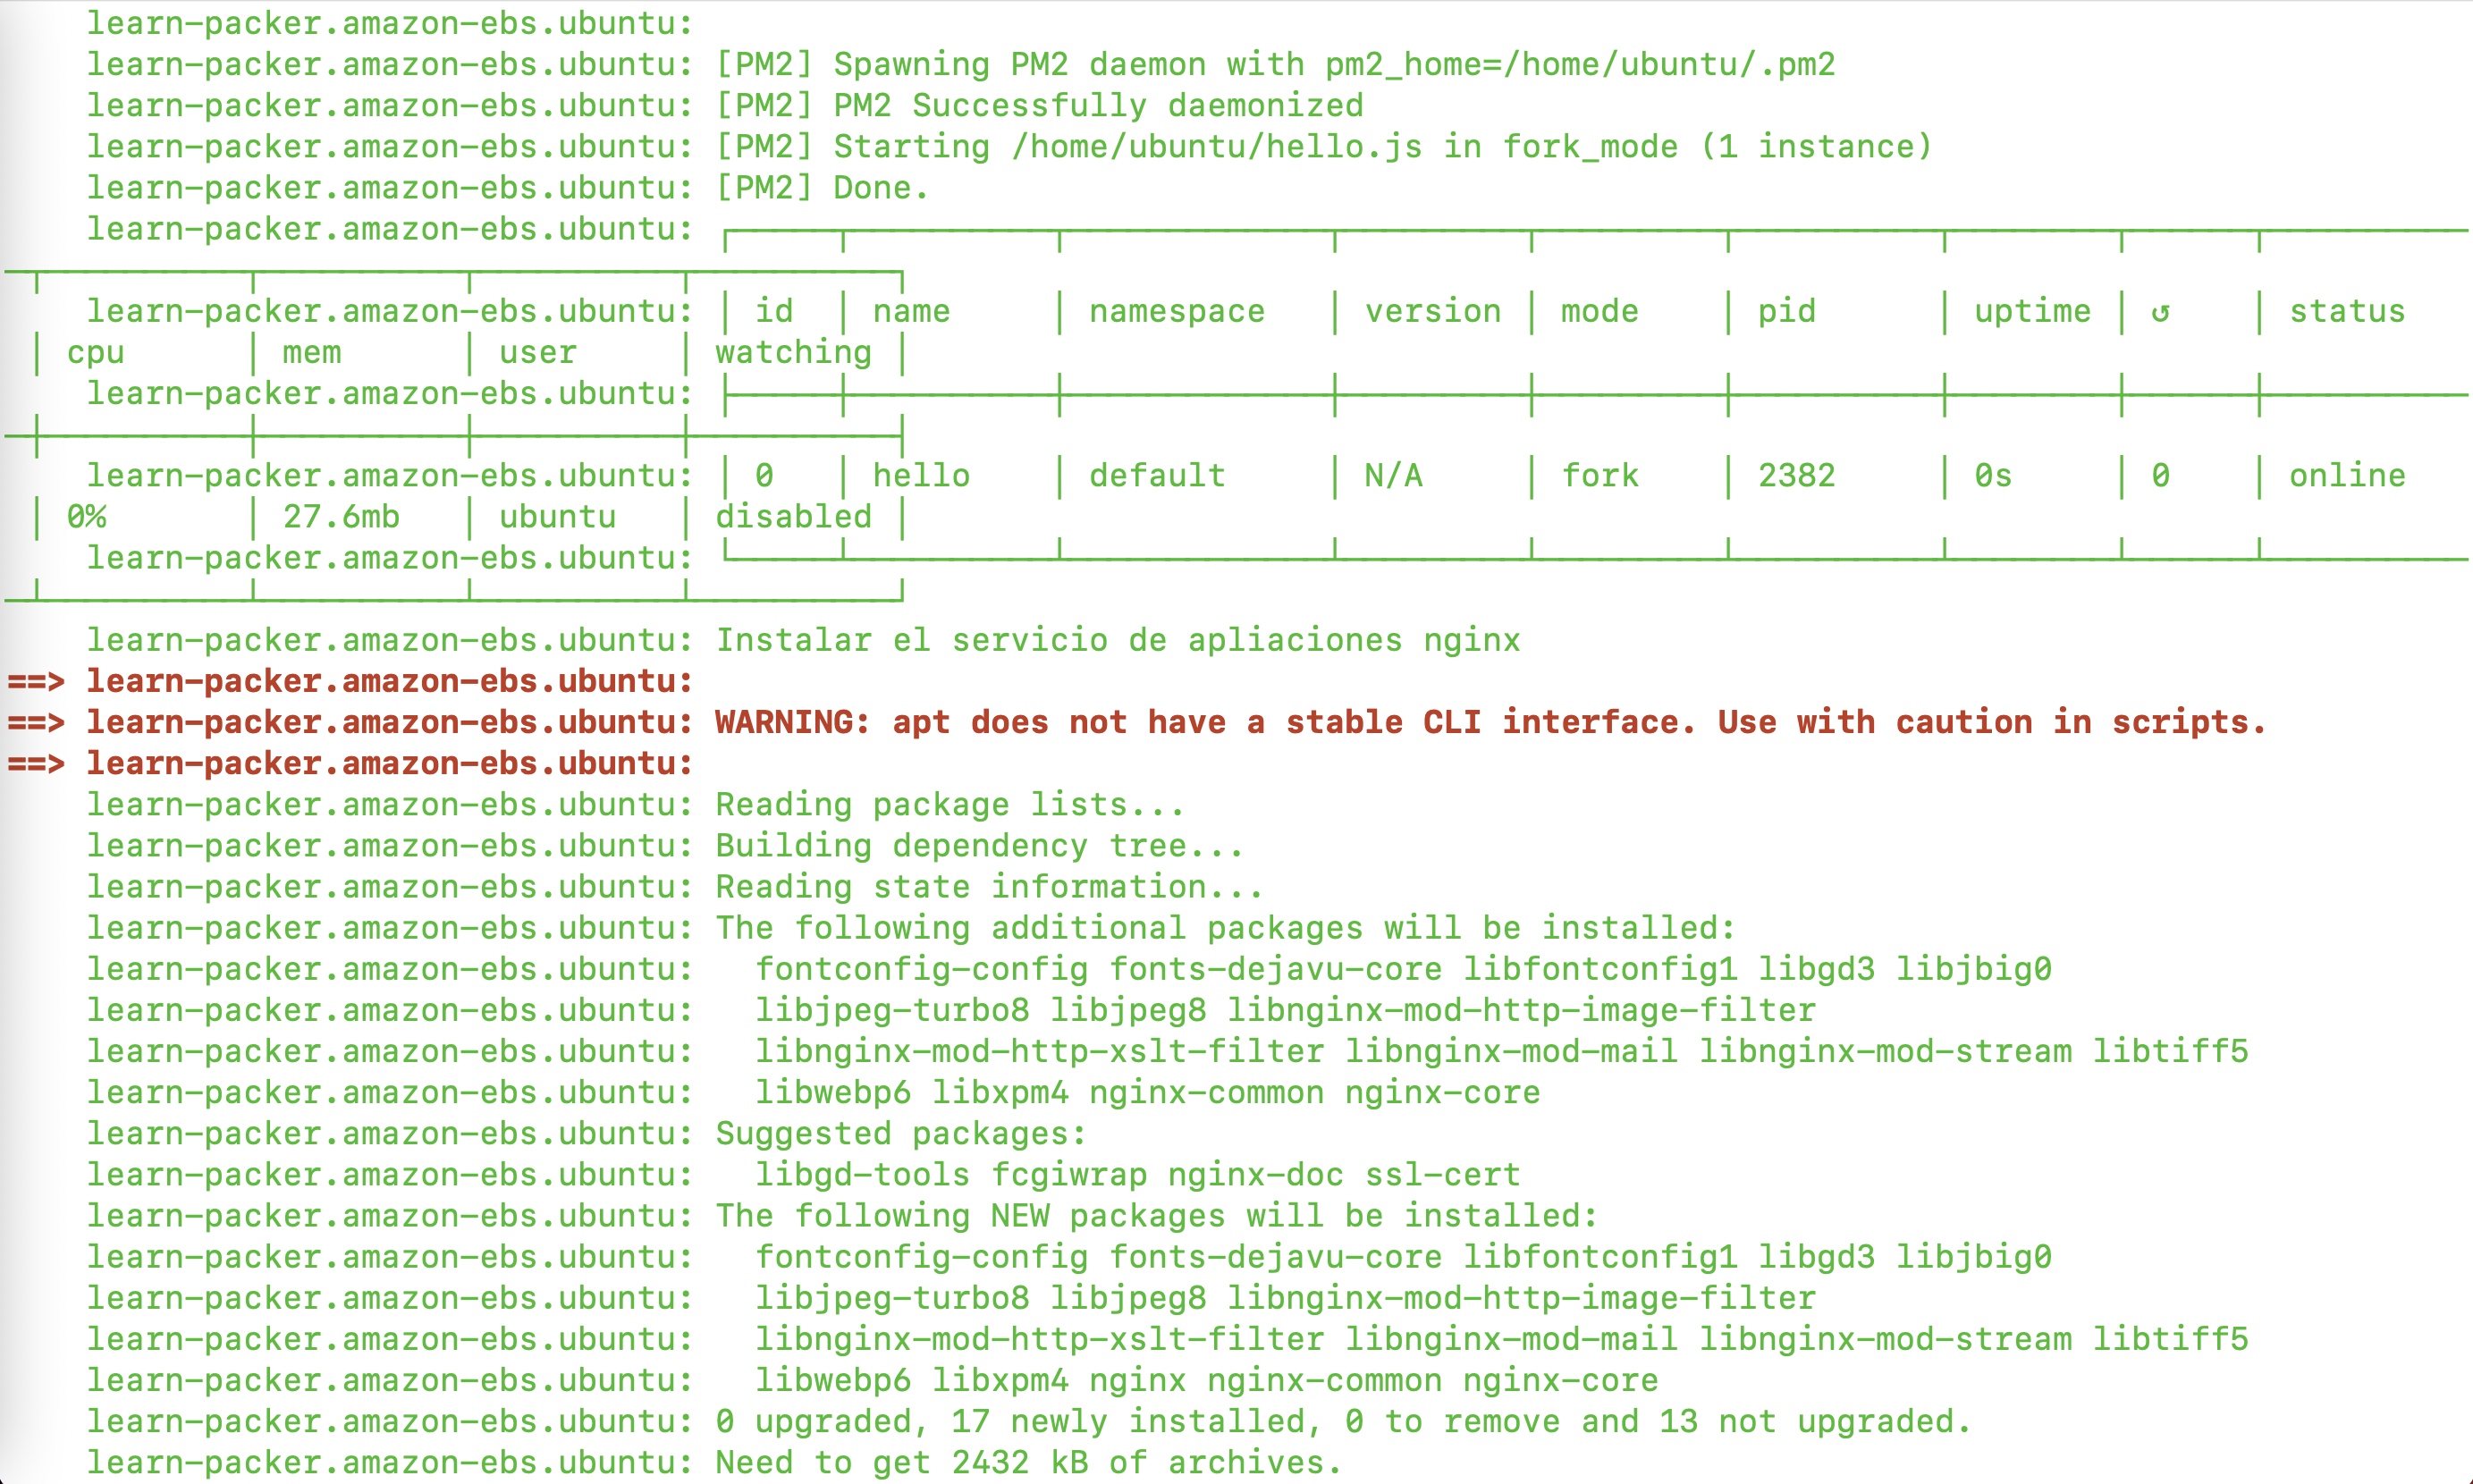 learn-packer.amazon-ebs.ubuntu:
learn-packer.amazon-ebs.ubuntu: [PM2] Spawning PM2 daemon with pm2_home=/home/ubuntu/.pm2
learn-packer.amazon-ebs.ubuntu: [PM2] PM2 Successfully daemonized
learn-packer.amazon-ebs.ubuntu: [PM2] Starting /home/ubuntu/hello.js in fork_mode (1 instance)
learn-packer.amazon-ebs.ubuntu: [PM2] Done.
learn-packer.amazon-ebs.ubuntu:
learn-packer.amazon-ebs.ubuntu: │ id │ name │ namespace │ version │ mode │ pid │ uptime │ ↺ │ status
│ cpu │ mem │ user │ watching │
learn-packer.amazon-ebs.ubuntu:
learn-packer.amazon-ebs.ubuntu: │ 0 │ hello │ default │ N/A │ fork │ 2382 │ 0s │ 0 │ online
│ 0% │ 27.6mb │ ubuntu │ disabled │
learn-packer.amazon-ebs.ubuntu:
learn-packer.amazon-ebs.ubuntu: Instalar el servicio de apliaciones nginx
==> learn-packer.amazon-ebs.ubuntu:
==> learn-packer.amazon-ebs.ubuntu: WARNING: apt does not have a stable CLI interface. Use with caution in scripts.
==> learn-packer.amazon-ebs.ubuntu:
learn-packer.amazon-ebs.ubuntu: Reading package lists...
learn-packer.amazon-ebs.ubuntu: Building dependency tree...
learn-packer.amazon-ebs.ubuntu: Reading state information...
learn-packer.amazon-ebs.ubuntu: The following additional packages will be installed:
learn-packer.amazon-ebs.ubuntu: fontconfig-config fonts-dejavu-core libfontconfig1 libgd3 libjbig0
learn-packer.amazon-ebs.ubuntu: libjpeg-turbo8 libjpeg8 libnginx-mod-http-image-filter
learn-packer.amazon-ebs.ubuntu: libnginx-mod-http-xslt-filter libnginx-mod-mail libnginx-mod-stream libtiff5
learn-packer.amazon-ebs.ubuntu: libwebp6 libxpm4 nginx-common nginx-core
learn-packer.amazon-ebs.ubuntu: Suggested packages:
learn-packer.amazon-ebs.ubuntu: libgd-tools fcgiwrap nginx-doc ssl-cert
learn-packer.amazon-ebs.ubuntu: The following NEW packages will be installed:
learn-packer.amazon-ebs.ubuntu: fontconfig-config fonts-dejavu-core libfontconfig1 libgd3 libjbig0
learn-packer.amazon-ebs.ubuntu: libjpeg-turbo8 libjpeg8 libnginx-mod-http-image-filter
learn-packer.amazon-ebs.ubuntu: libnginx-mod-http-xslt-filter libnginx-mod-mail libnginx-mod-stream libtiff5
learn-packer.amazon-ebs.ubuntu: libwebp6 libxpm4 nginx nginx-common nginx-core
learn-packer.amazon-ebs.ubuntu: 0 upgraded, 17 newly installed, 0 to remove and 13 not upgraded.
learn-packer.amazon-ebs.ubuntu: Need to get 2432 kB of archives.